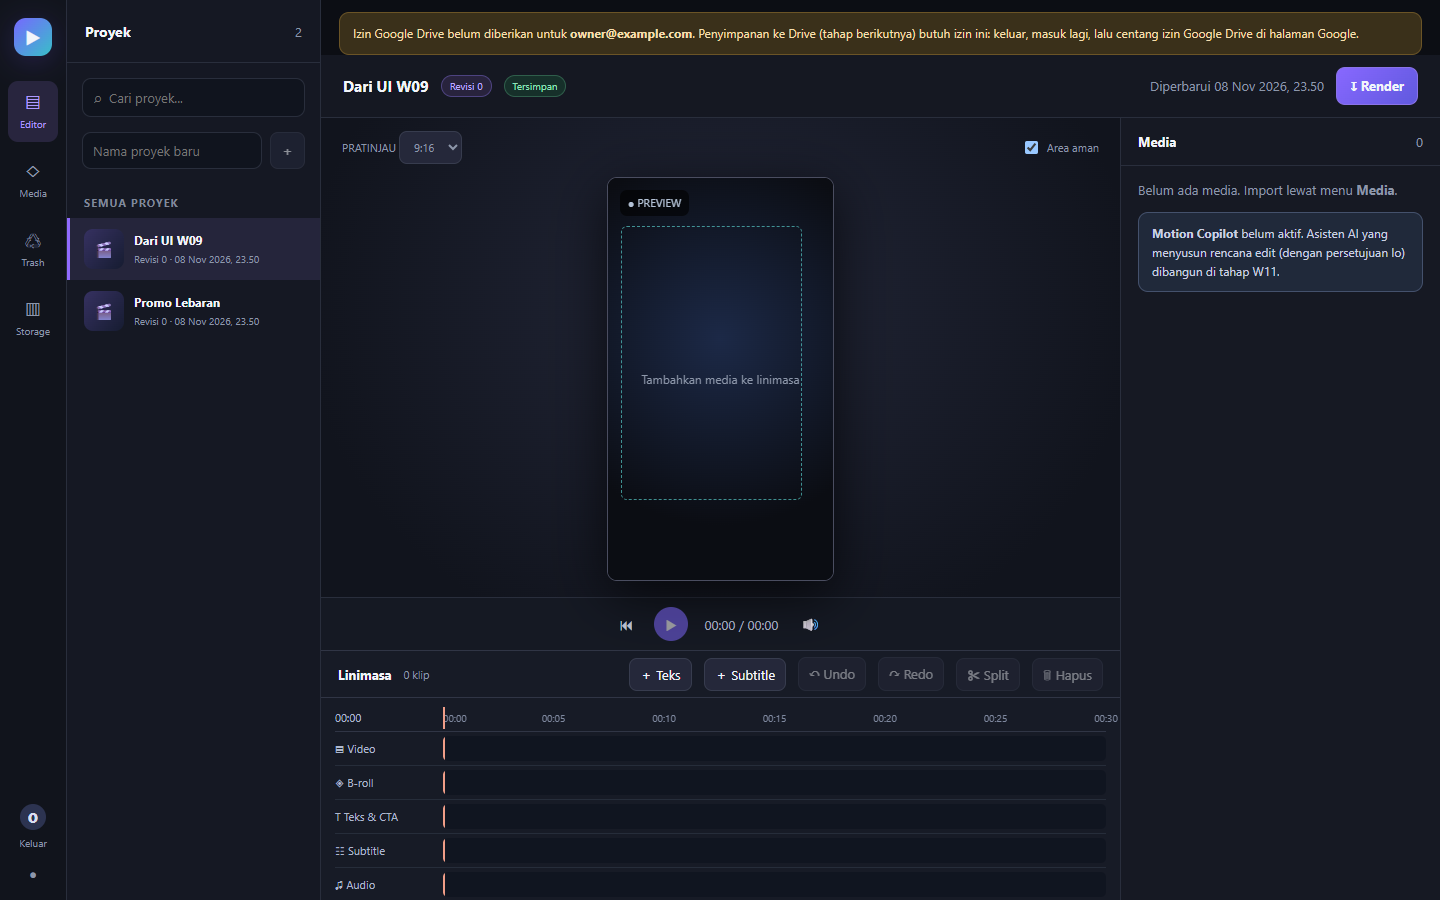 Editor
Media
Trash
Storage
O
Keluar
Proyek
2
Cari proyek...
Nama proyek baru
+
SEMUA PROYEK
Dari UI W09
Revisi 0 · 08 Nov 2026, 23.50
Promo Lebaran
Revisi 0 · 08 Nov 2026, 23.50
Izin Google Drive belum diberikan untuk owner@example.com. Penyimpanan ke Drive (tahap berikutnya) butuh izin ini: keluar, masuk lagi, lalu centang izin Google Drive di halaman Google.
Dari UI W09
Revisi 0
Tersimpan
Diperbarui 08 Nov 2026, 23.50
Render
PRATINJAU
9:16
Area aman
PREVIEW
Tambahkan media ke linimasa
00:00 / 00:00
Linimasa
0 klip
+ Teks
+ Subtitle
Undo
Redo
Split
Hapus
00:00
00:00
00:05
00:10
00:15
00:20
00:25
00:30
Video
B-roll
T Teks & CTA
Subtitle
Audio
Media
0
Belum ada media. Import lewat menu Media.
Motion Copilot belum aktif. Asisten AI yang
menyusun rencana edit (dengan persetujuan lo)
dibangun di tahap W11.